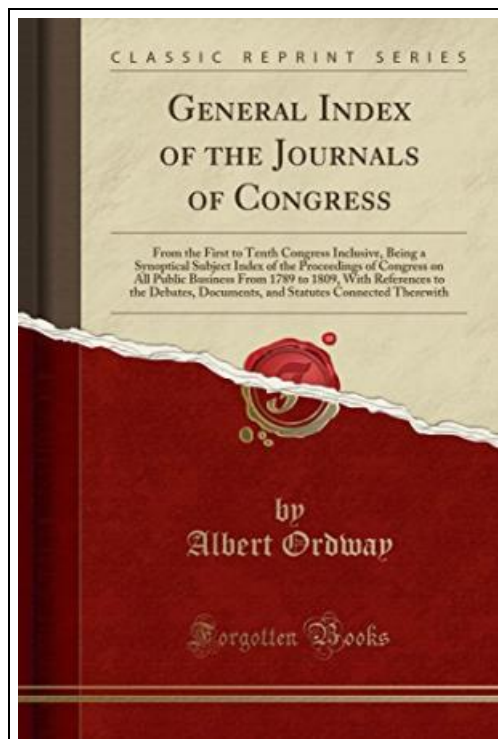 CLASSIC REPRINT SERIES
GENERAL INDEX
OF THE JOURNALS
OF CONGRESS
From the First to Tenth Congress Inclusive, Being a
Synoptical Subject Index of the Proceedings of Congress on
All Public Business From 1789 to 1809, With References to
the Debates, Documents, and Statutes Connected Therewith
by
Albert Ordway
Forgotten Books